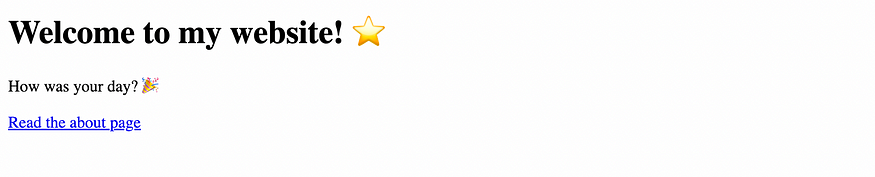 Welcome to my website! ⭐
How was your day? 🎉
Read the about page